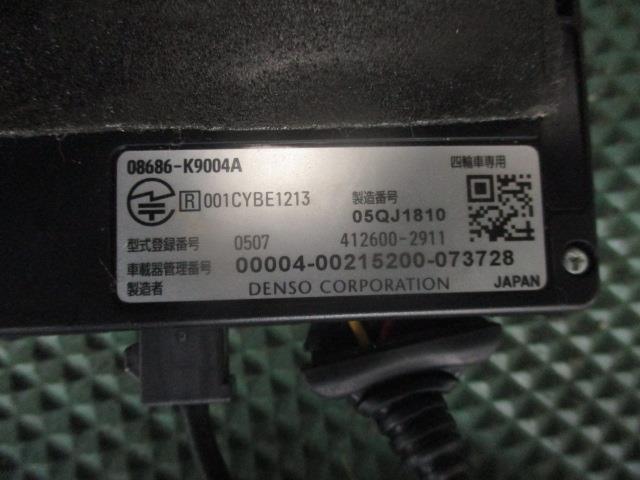 08686-K9004A
四輪車専用
R 001CYBE1213
製造番号
05QJ1810
型式登録番号 0507 412600-2911
車載器管理番号 00004-00215200-073728
製造者 DENSO CORPORATION JAPAN